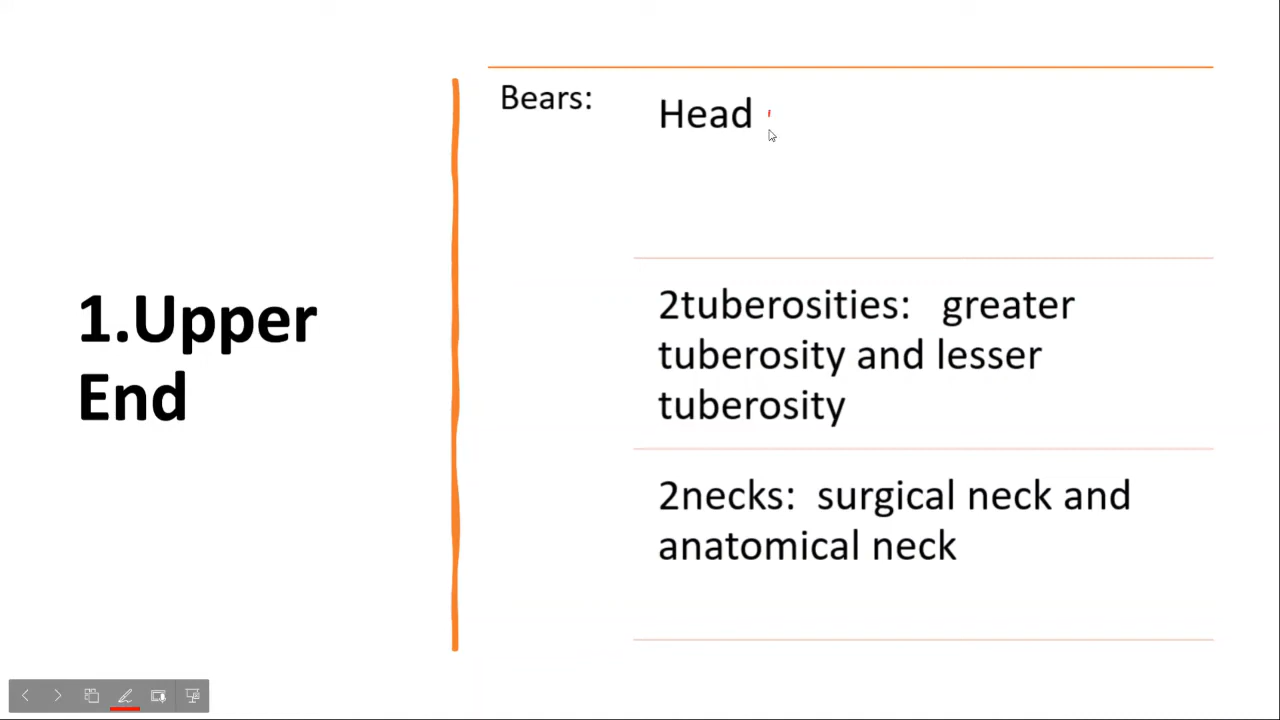 1.Upper
End
Bears:
Head
2tuberosities:   greater
tuberosity and lesser
tuberosity
2necks:  surgical neck and
anatomical neck